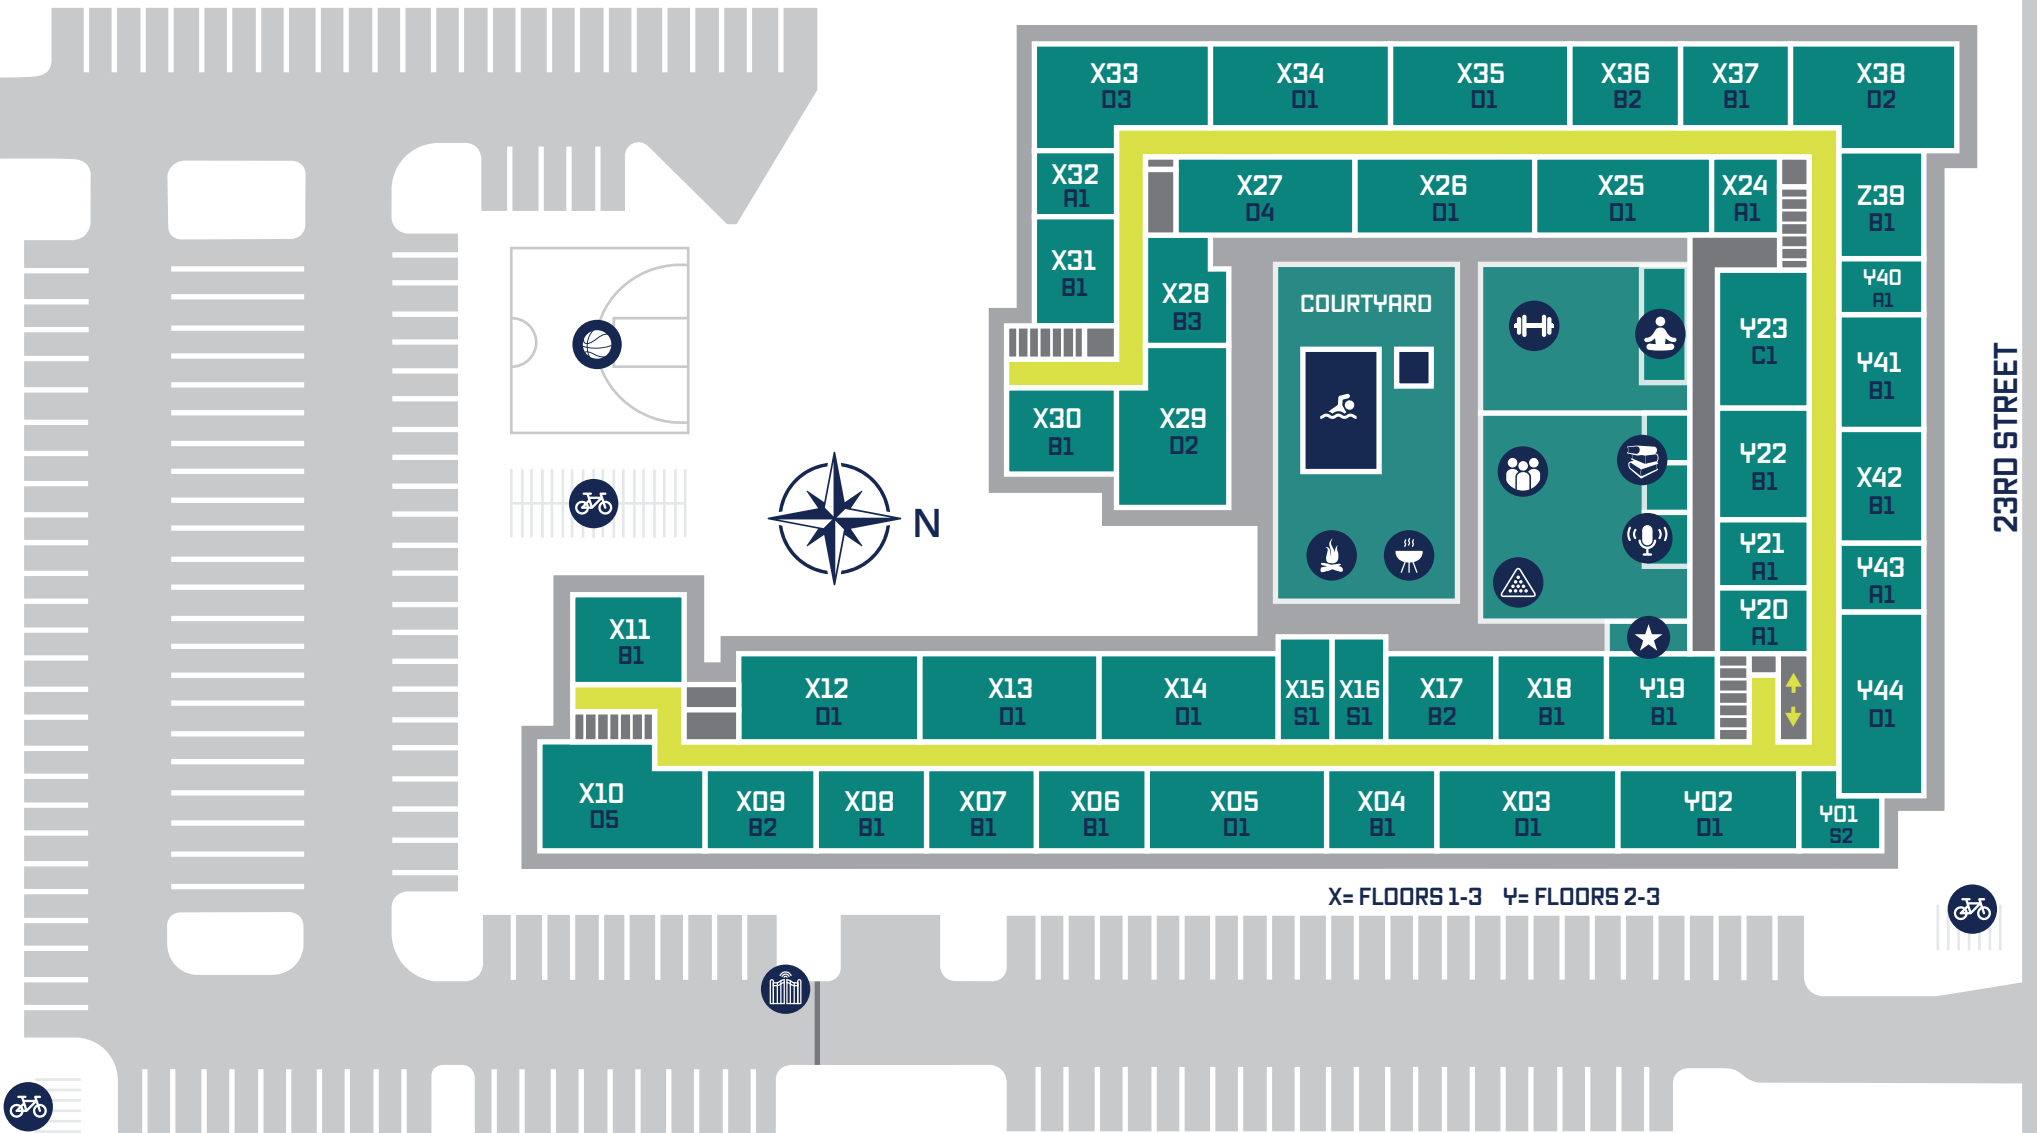 X33
D3
X34
D1
X35
D1
X36
B2
X37
B1
X38
D2
X32
A1
X27
D4
X26
D1
X25
D1
X24
A1
Z39
B1
X31
B1
X28
B3
COURTYARD
Y40
A1
Y23
C1
Y41
B1
X30
B1
X29
D2
Y22
B1
X42
B1
23RD STREET
N
Y21
A1
Y43
A1
Y20
A1
X11
B1
X12
D1
X13
D1
X14
D1
X15
S1
X16
S1
X17
B2
X18
B1
Y19
B1
Y44
D1
X10
D5
X09
B2
X08
B1
X07
B1
X06
B1
X05
D1
X04
B1
X03
D1
Y02
D1
Y01
S2
X= FLOORS 1-3 Y= FLOORS 2-3